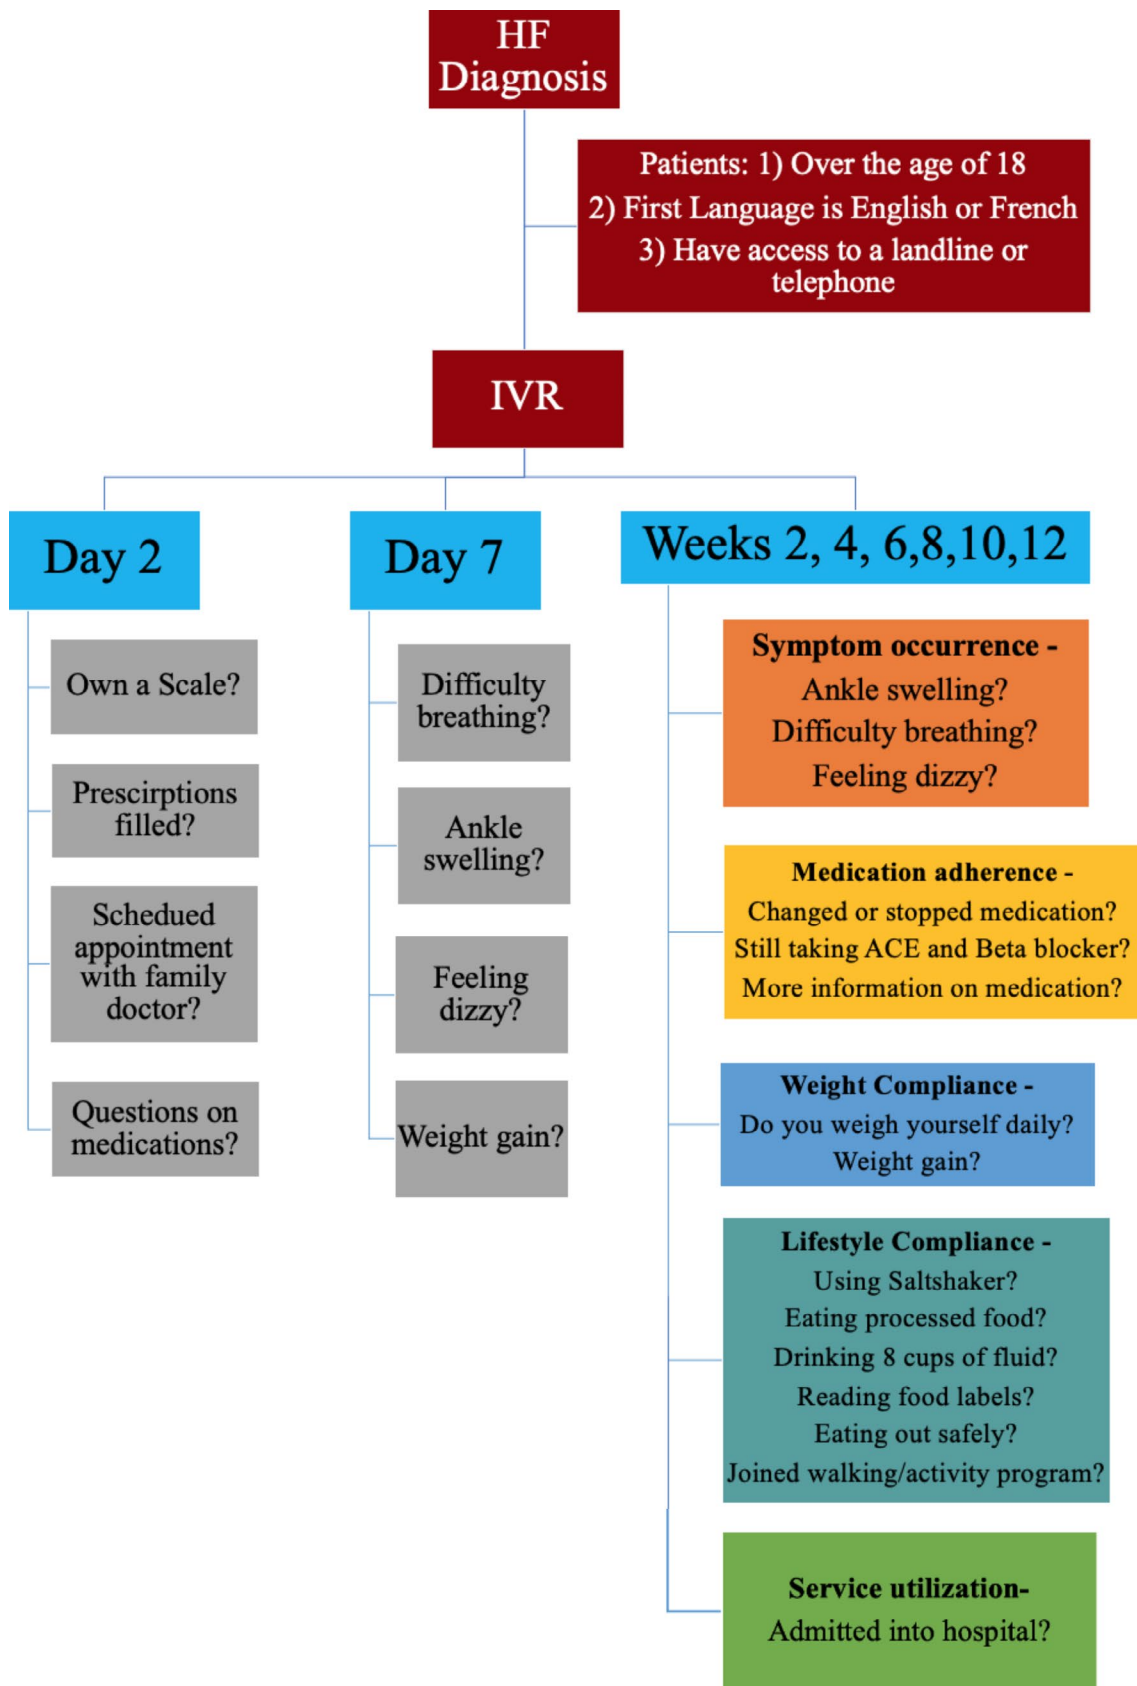 HF
Diagnosis
Patients: 1) Over the age of 18
2) First Language is English or French
3) Have access to a landline or
telephone
IVR
Day 2
Day 7
Weeks 2, 4, 6,8,10,12
Own a Scale?
Prescirptions
filled?
Schedued
appointment
with family
doctor?
Questions on
medications?
Difficulty
breathing?
Ankle
swelling?
Feeling
dizzy?
Weight gain?
Symptom occurrence -
Ankle swelling?
Difficulty breathing?
Feeling dizzy?
Medication adherence -
Changed or stopped medication?
Still taking ACE and Beta blocker?
More information on medication?
Weight Compliance -
Do you weigh yourself daily?
Weight gain?
Lifestyle Compliance -
Using Saltshaker?
Eating processed food?
Drinking 8 cups of fluid?
Reading food labels?
Eating out safely?
Joined walking/activity program?
Service utilization-
Admitted into hospital?